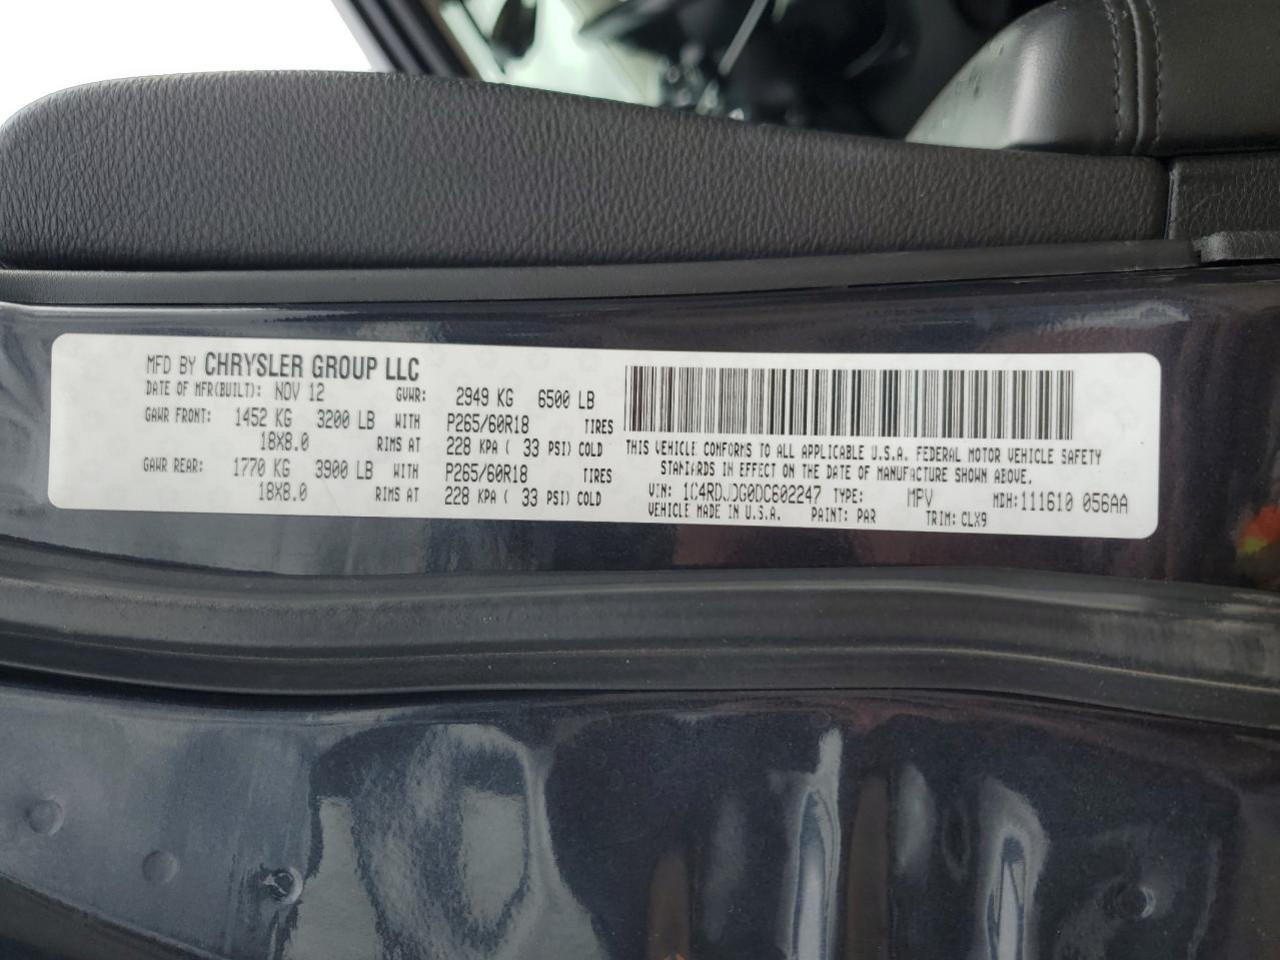 MFD BY CHRYSLER GROUP LLC
DATE OF MFR(BUILT): NOV 12 GVWR: 2949 KG 6500 LB
GAWR FRONT: 1452 KG 3200 LB WITH P265/60R18 TIRES
18X8.0 RIMS AT 228 KPA ( 33 PSI) COLD
GAWR REAR: 1770 KG 3900 LB WITH P265/60R18 TIRES
18X8.0 RIMS AT 228 KPA ( 33 PSI) COLD
THIS VEHICLE CONFORMS TO ALL APPLICABLE U.S.A. FEDERAL MOTOR VEHICLE SAFETY
STANDARDS IN EFFECT ON THE DATE OF MANUFACTURE SHOWN ABOVE.
VIN: 1C4RDJDG0DC602247 TYPE: MPV MDH: 111610 056AA
VEHICLE MADE IN U.S.A. PAINT: PAR TRIM: CLX9